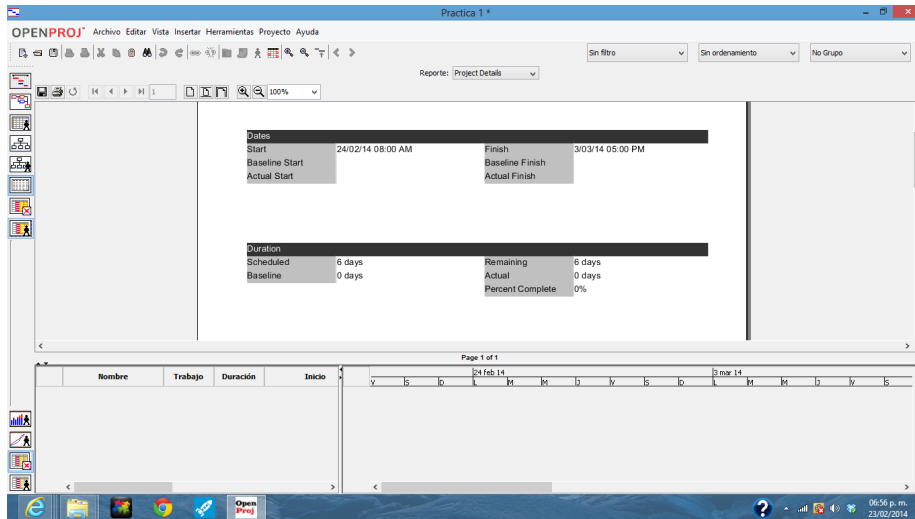 Practica 1 *
OPENPROJ Archivo Editar Vista Insertar Herramientas Proyecto Ayuda
Sin filtro Sin ordenamiento No Grupo
Reporte: Project Details
1 100%
Dates
Start 24/02/14 08:00 AM Finish 3/03/14 05:00 PM
Baseline Start Baseline Finish
Actual Start Actual Finish
Duration
Scheduled 6 days Remaining 6 days
Baseline 0 days Actual 0 days
Percent Complete 0%
Page 1 of 1
24 feb 14 3 mar 14
Nombre Trabajo Duración Inicio
V S D L M M J V S D L M M J V S
Open
Proj
06:56 p. m.
23/02/2014